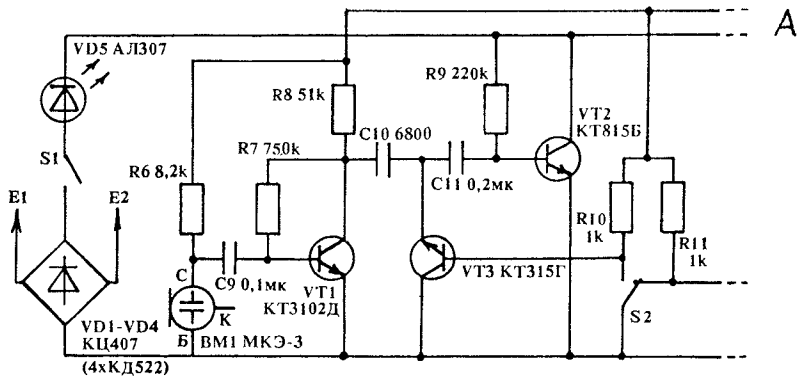 А
VD5 АЛ307
R9 220k
R8 51k
VT2
КТ815Б
C10 6800
S1
R7 750k
R6 8,2k
E1
E2
C11 0,2мк
R10
1k
R11
1k
C
C9 0,1мк
VT3 КТ315Г
VT1
КТ3102Д
К
S2
VD1-VD4
КЦ407
(4хКД522)
Б
ВМ1 МКЭ-3